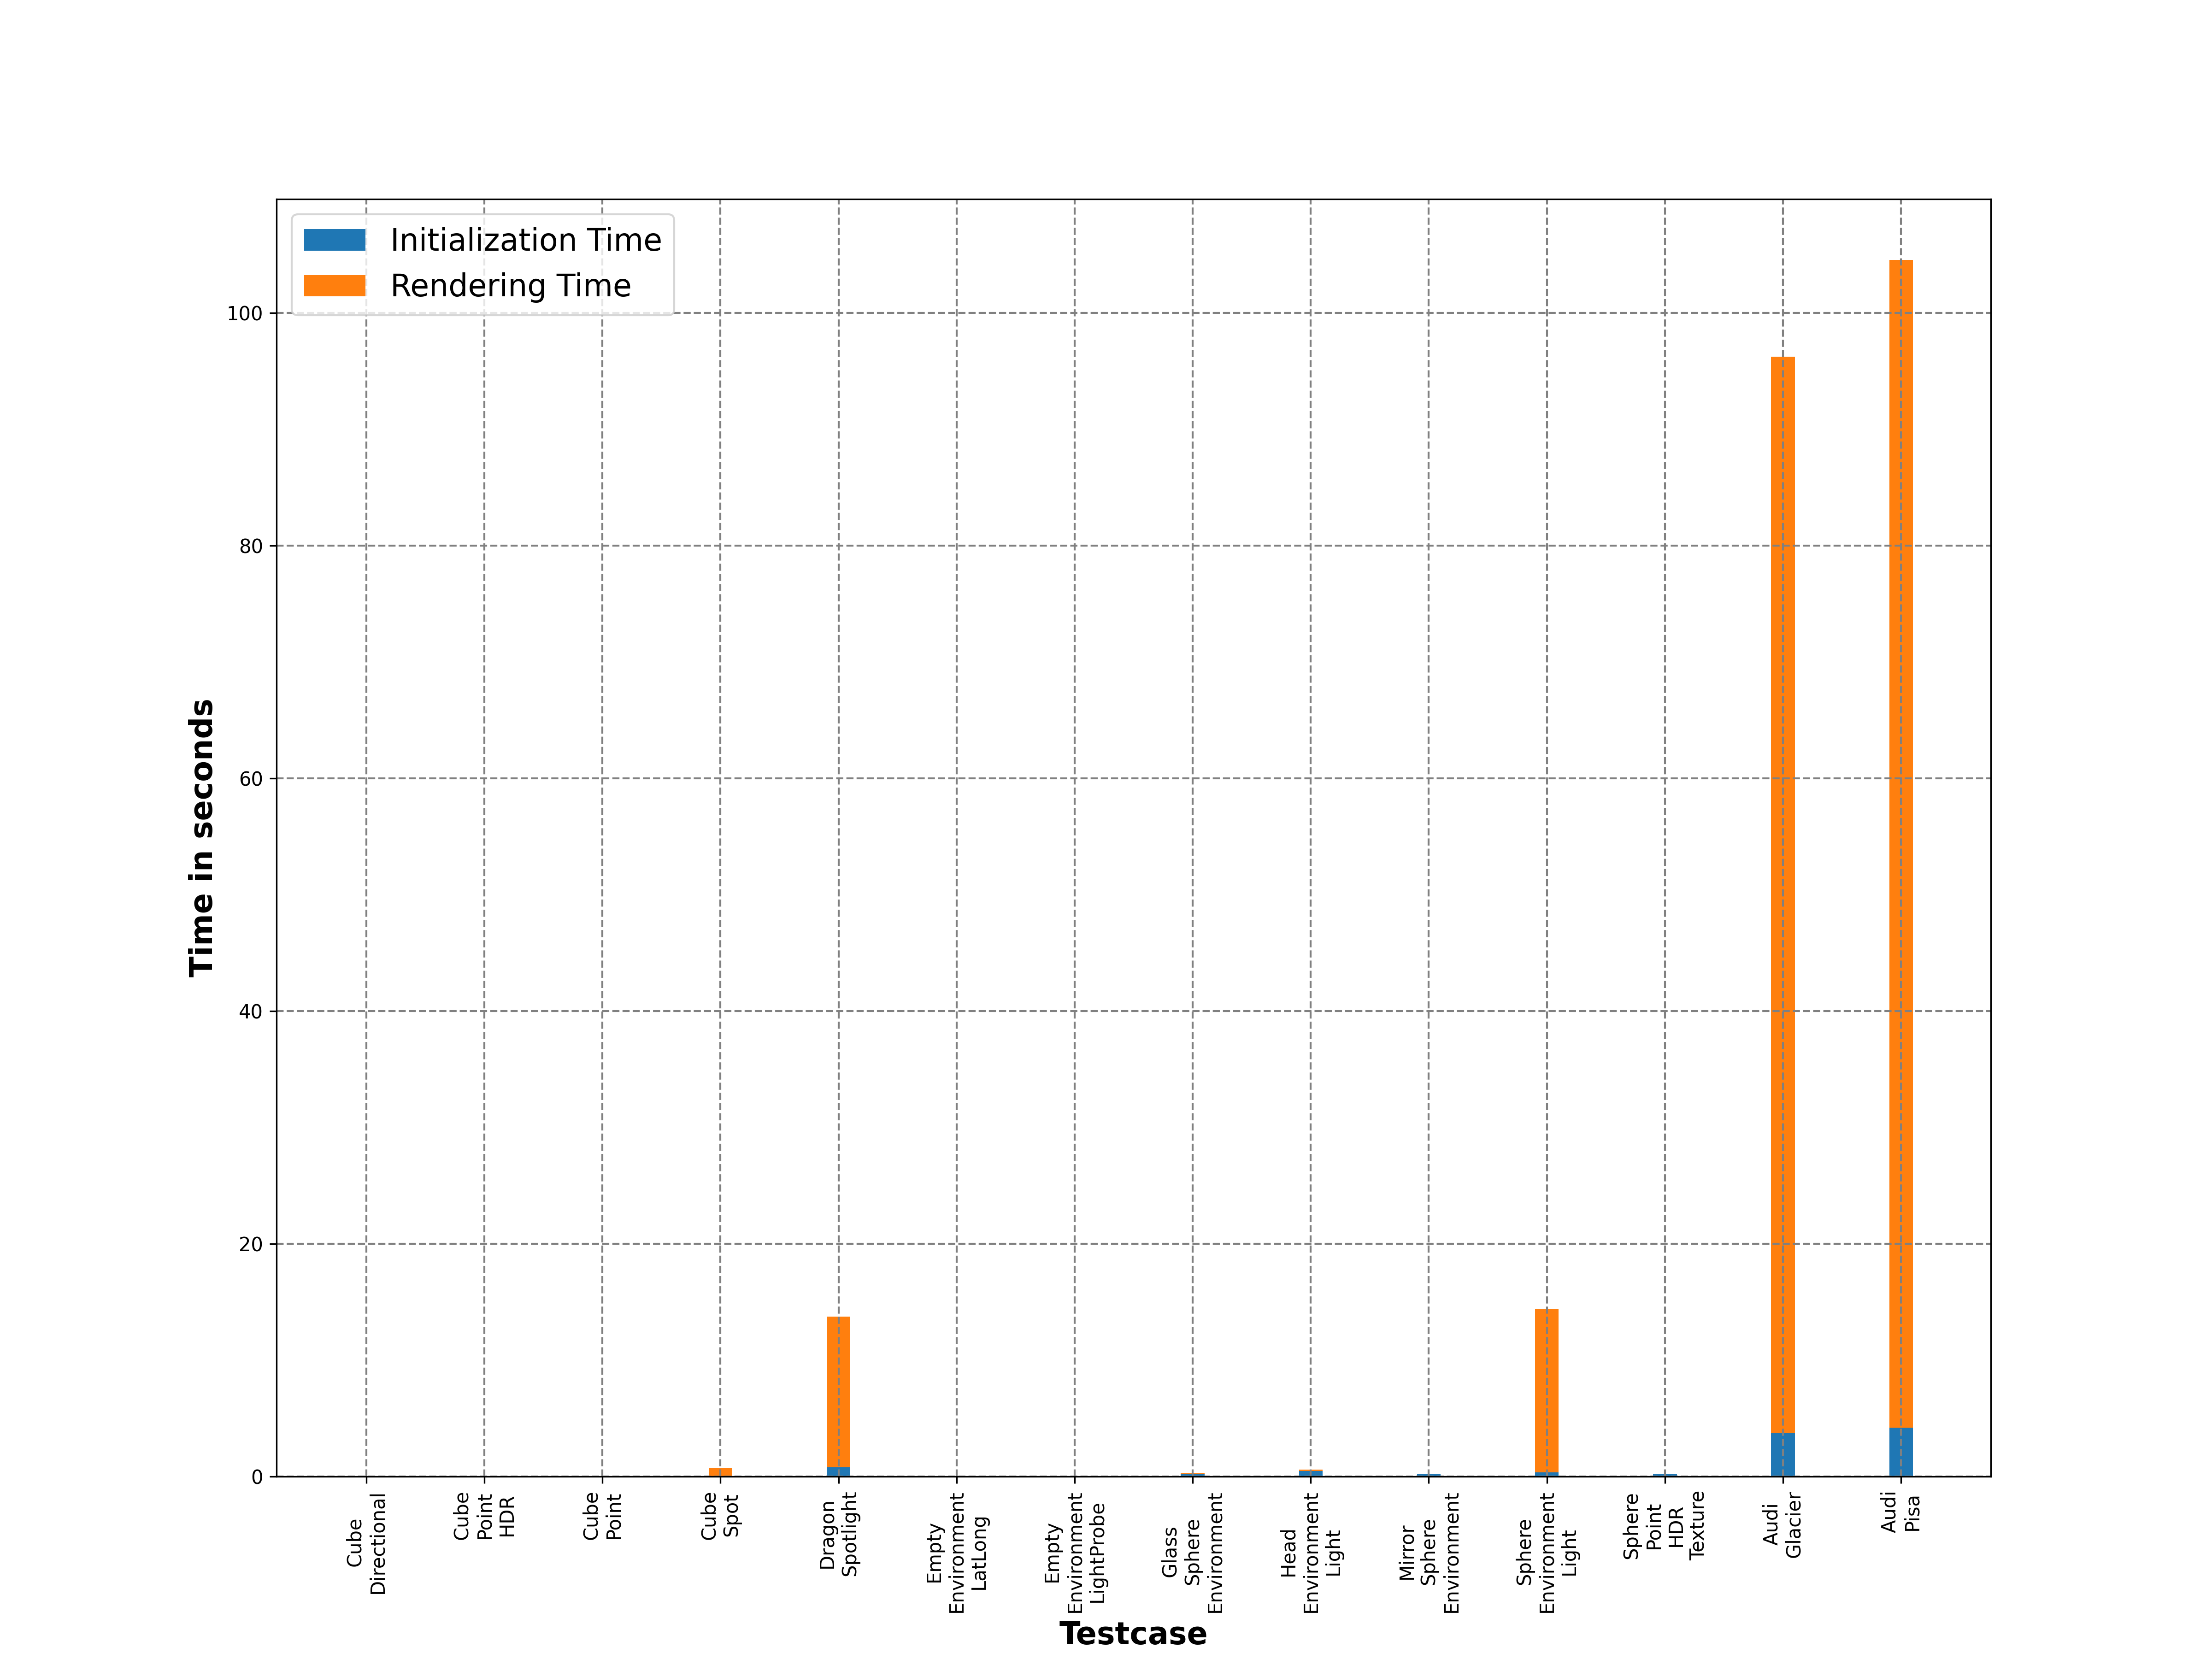 Initialization Time
Rendering Time
100
80
60
40
20
0
Time in seconds
Cube
Directional
Cube
Point
HDR
Cube
Point
Cube
Spot
Dragon
Spotlight
Empty
Environment
LatLong
Empty
Environment
LightProbe
Glass
Sphere
Environment
Head
Environment
Light
Mirror
Sphere
Environment
Sphere
Environment
Light
Sphere
Point
HDR
Texture
Audi
Glacier
Audi
Pisa
Testcase